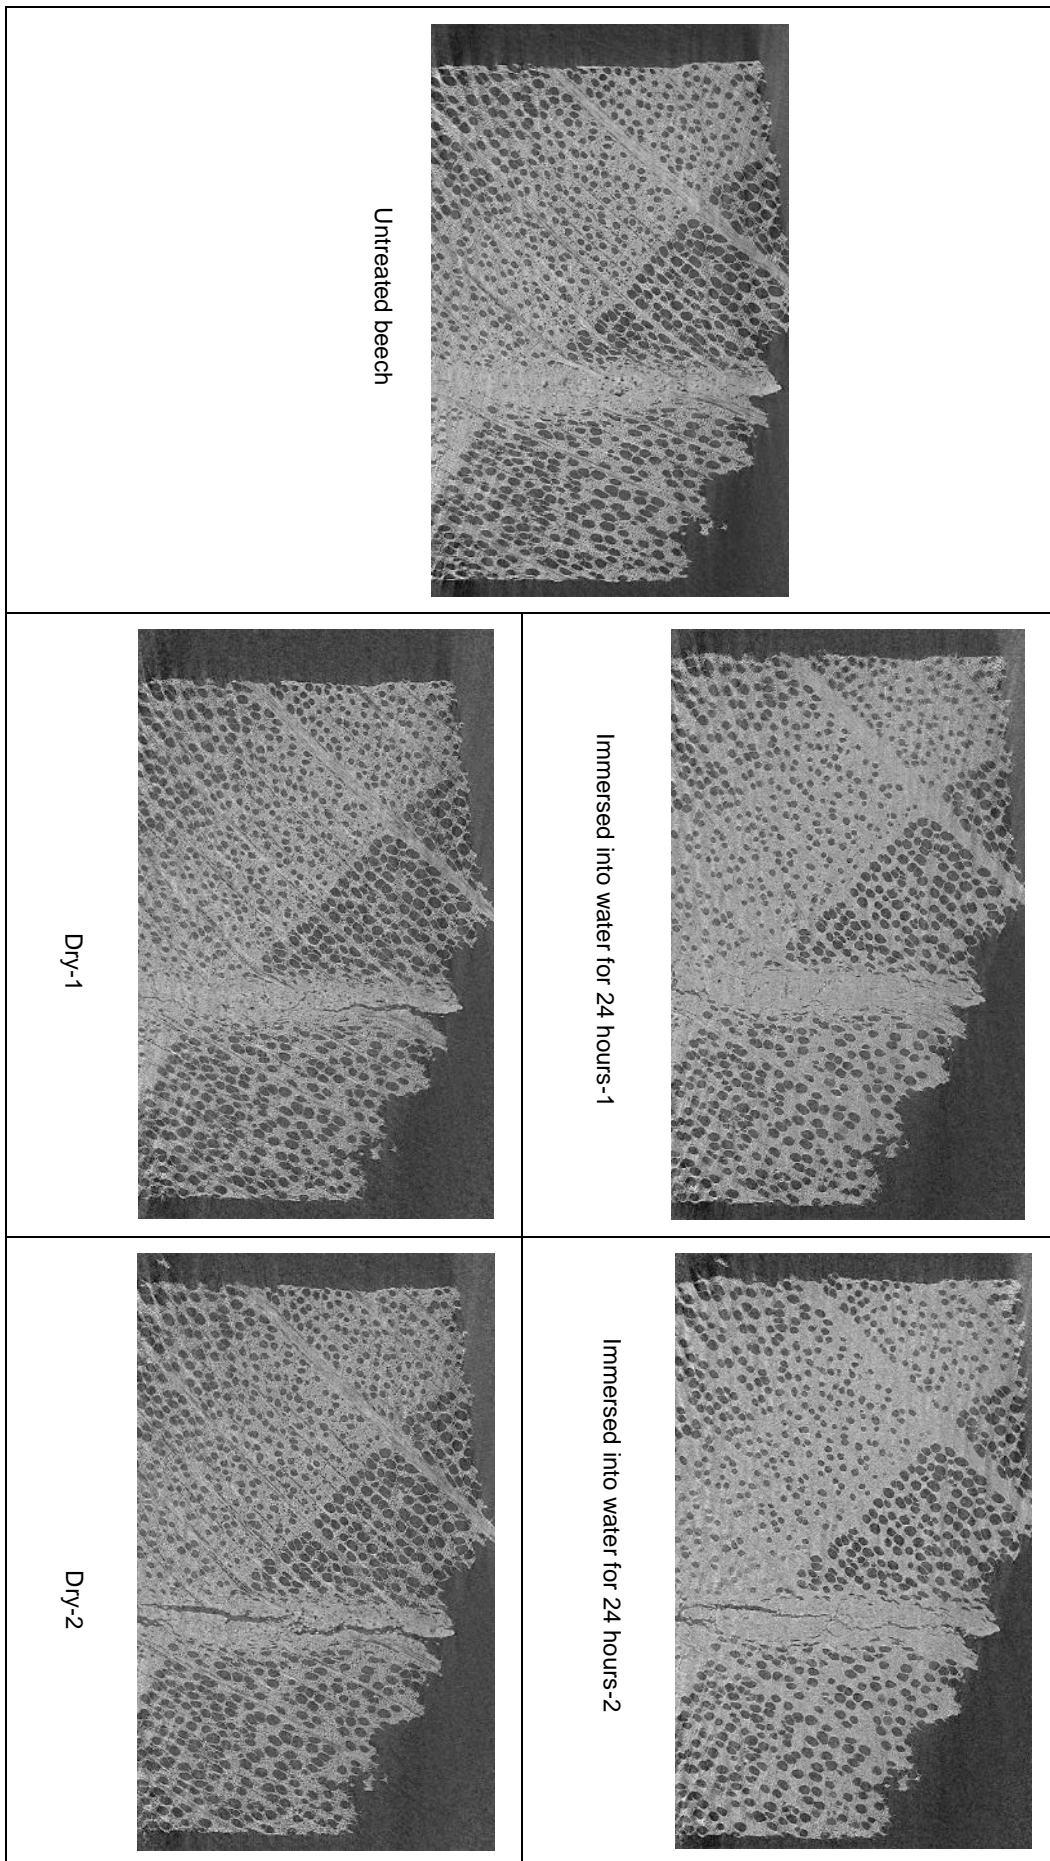 Untreated beech
Immersed into water for 24 hours-1
Immersed into water for 24 hours-2
Dry-1
Dry-2